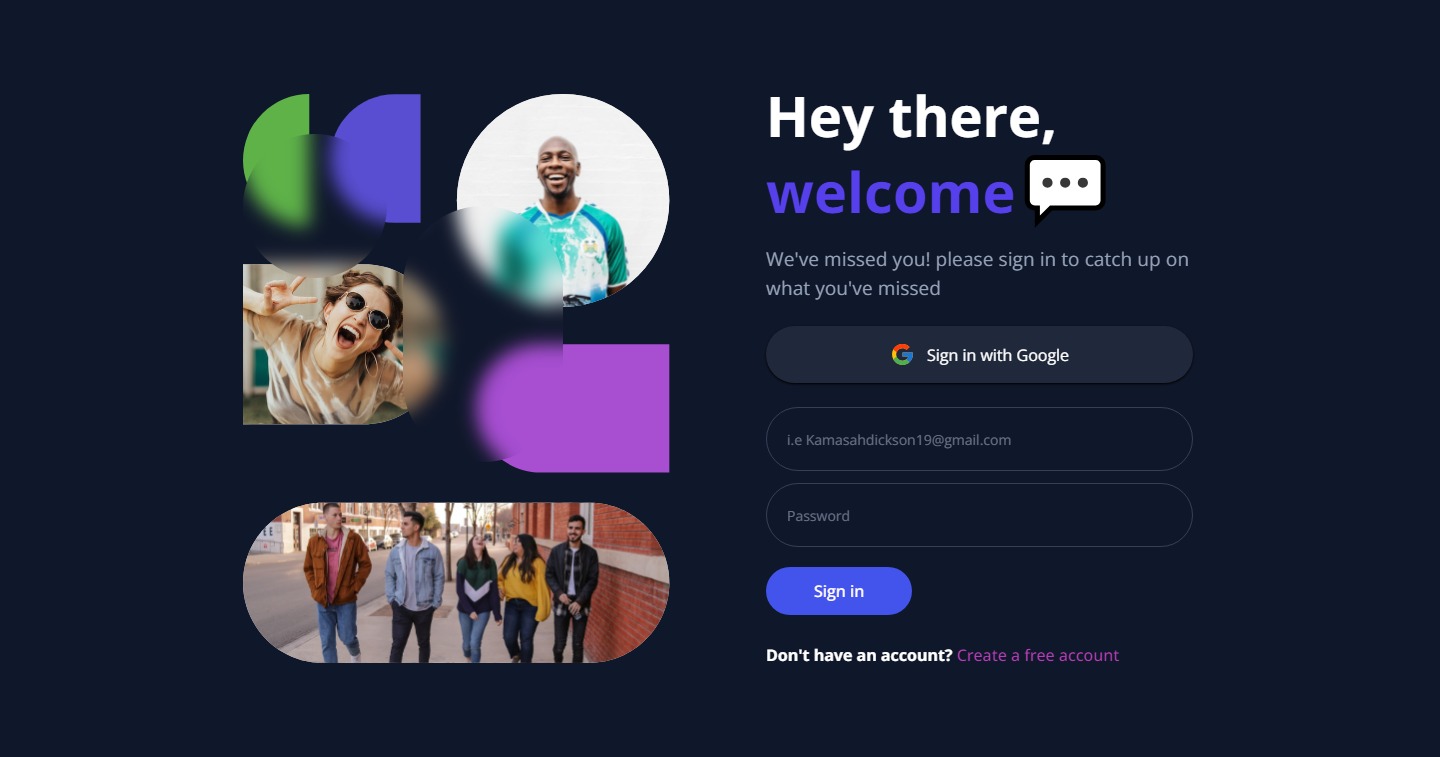 Hey there,
welcome
We've missed you! please sign in to catch up on
what you've missed
Sign in with Google
i.e Kamasahdickson19@gmail.com
Password
Sign in
Don't have an account? Create a free account